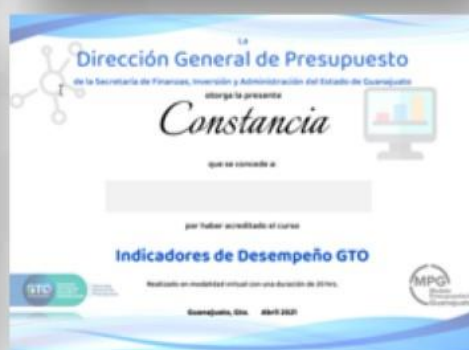 La
Dirección General de Presupuesto
de la Secretaría de Finanzas, Inversión y Administración del Estado de Guanajuato
otorga la presente
Constancia
que se concede a:
por haber acreditado el curso
Indicadores de Desempeño GTO
Realizado en modalidad virtual con una duración de 20 hrs.
Guanajuato, Gto. Abril 2021
GTO
MPG